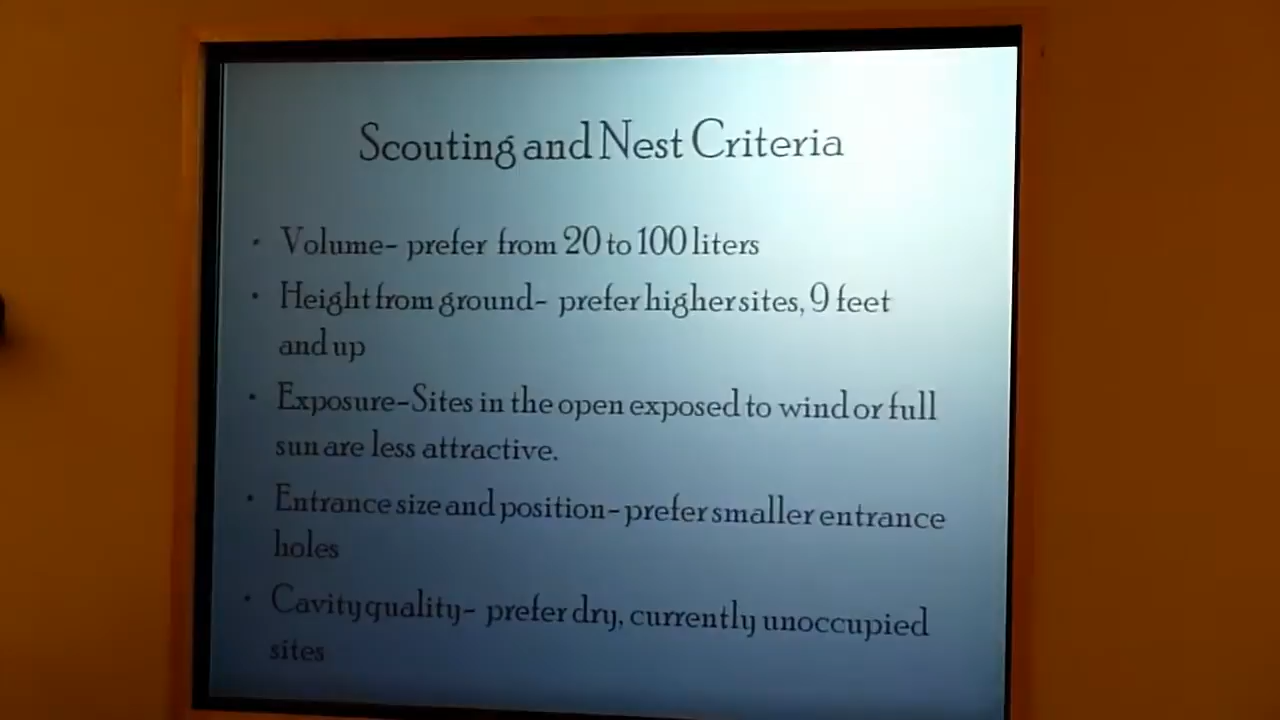 Scouting and Nest Criteria
• Volume- prefer from 20 to 100 liters
• Height from ground- prefer higher sites, 9 feet
and up
• Exposure-Sites in the open exposed to wind or full
sun are less attractive.
• Entrance size and position-prefer smaller entrance
holes
• Cavity quality- prefer dry, currently unoccupied
sites